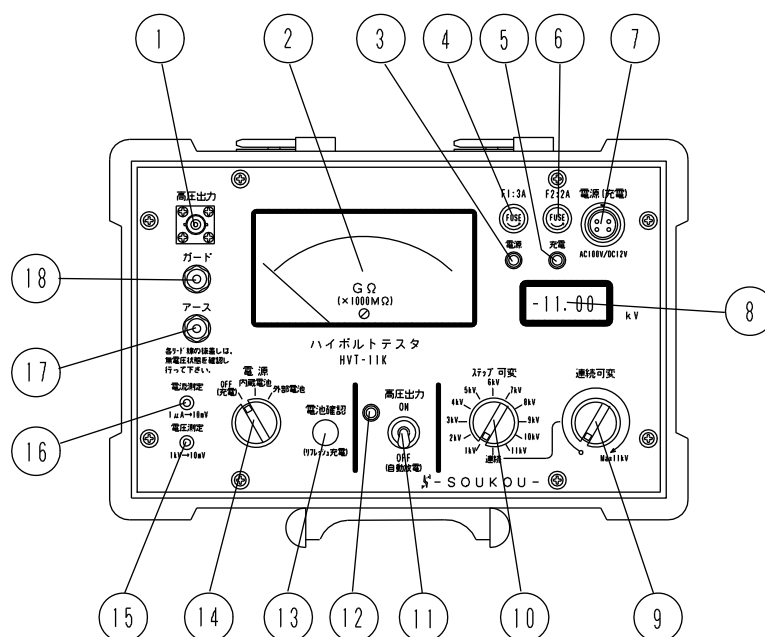 1
2
3
4
5
6
7
高圧出力
F1:3A
F2:2A
電源(充電)
FUSE
FUSE
電源
充電
AC100V/DC12V
ガード
18
GΩ
(×1000MΩ)
-11.00
kV
8
アース
17
ハイボルトテスタ
HVT-11K
各リード線の接差しは、
無電圧状態を確認し
行って下さい。
電源
OFF
(充電)
内蔵電池
外部電池
電流測定
1μA→10mV
16
電圧測定
1kV→10mV
電池確認
(リフレッシュ充電)
高圧出力
ON
OFF
(自動放電)
ステップ可変
1kV
2kV
3kV
4kV
5kV
6kV
7kV
8kV
9kV
10kV
11kV
連続
連続可変
Max11kV
-SOUKOU-
15
14
13
12
11
10
9